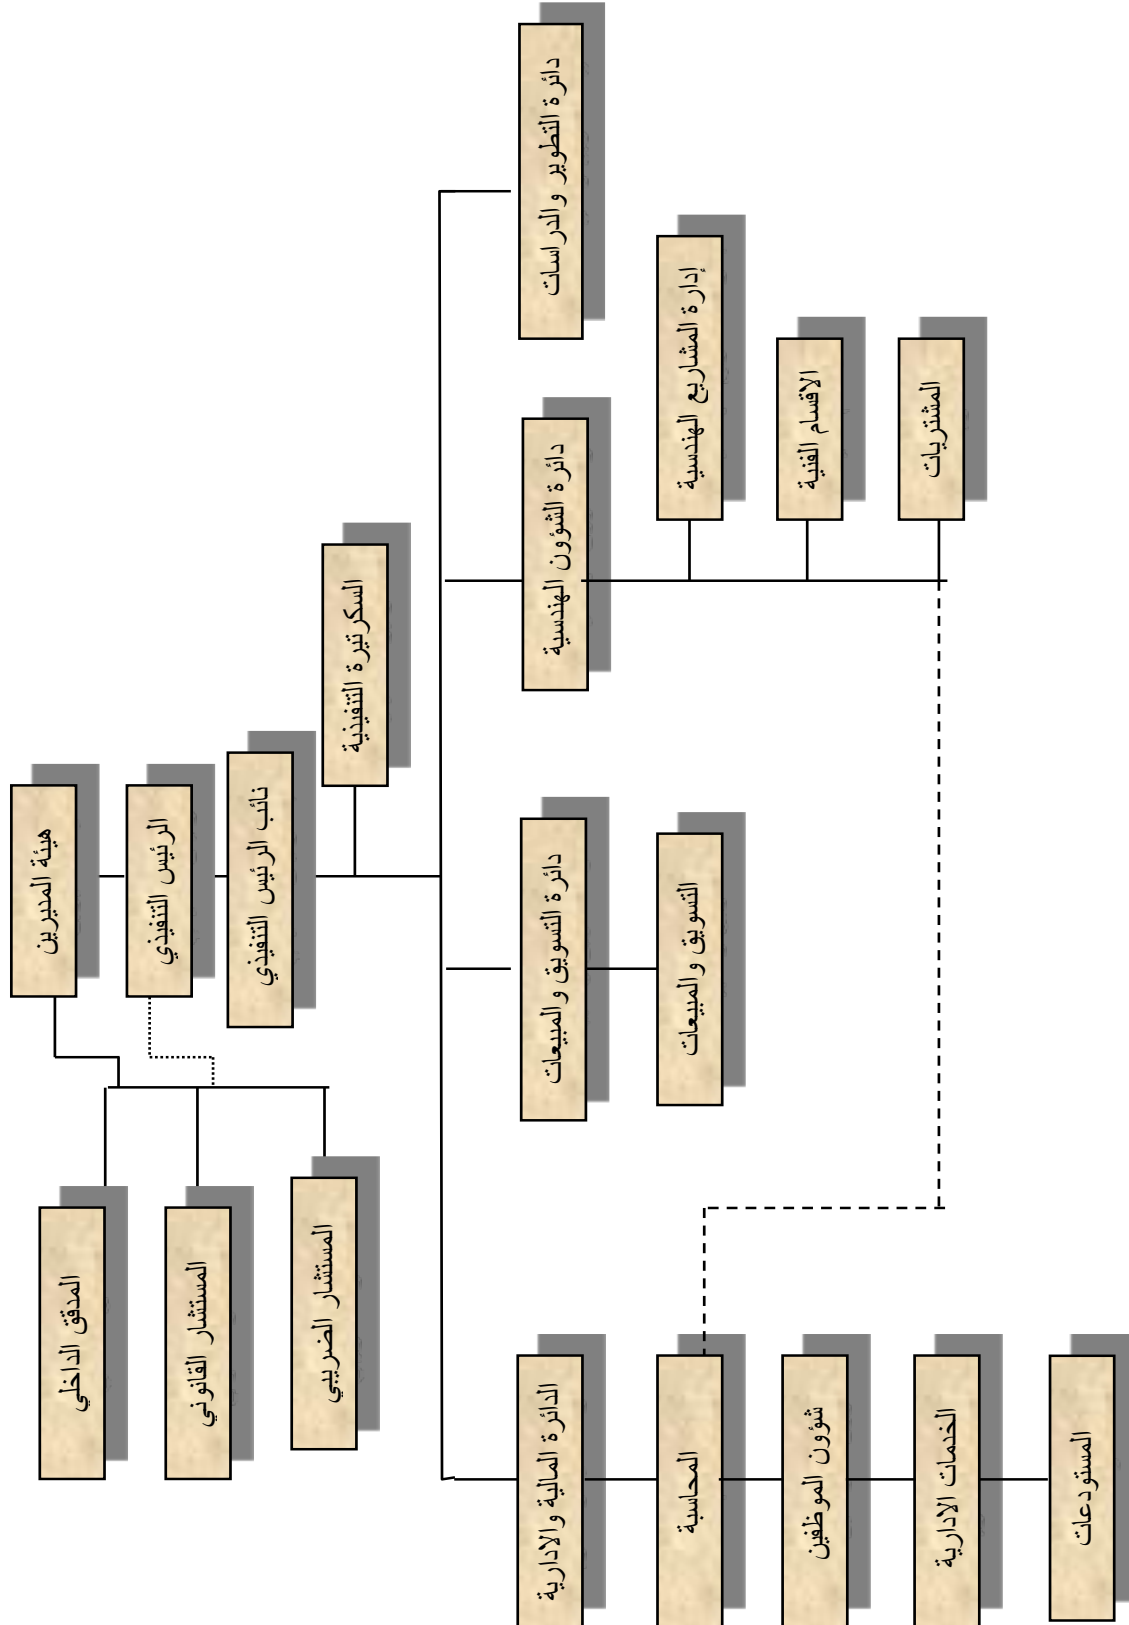 هيئة المديرين
الرئيس التنفيذي
نائب الرئيس التنفيذي
السكرتيرة التنفيذية
المدقق الداخلي
المستشار القانوني
المستشار الضريبي
دائرة التطوير والدراسات
دائرة الشؤون الهندسية
إدارة المشاريع الهندسية
الاقسام الفنية
المشتريات
دائرة التسويق والمبيعات
التسويق والمبيعات
الدائرة المالية والادارية
المحاسبة
شؤون الموظفين
الخدمات الادارية
المستودعات